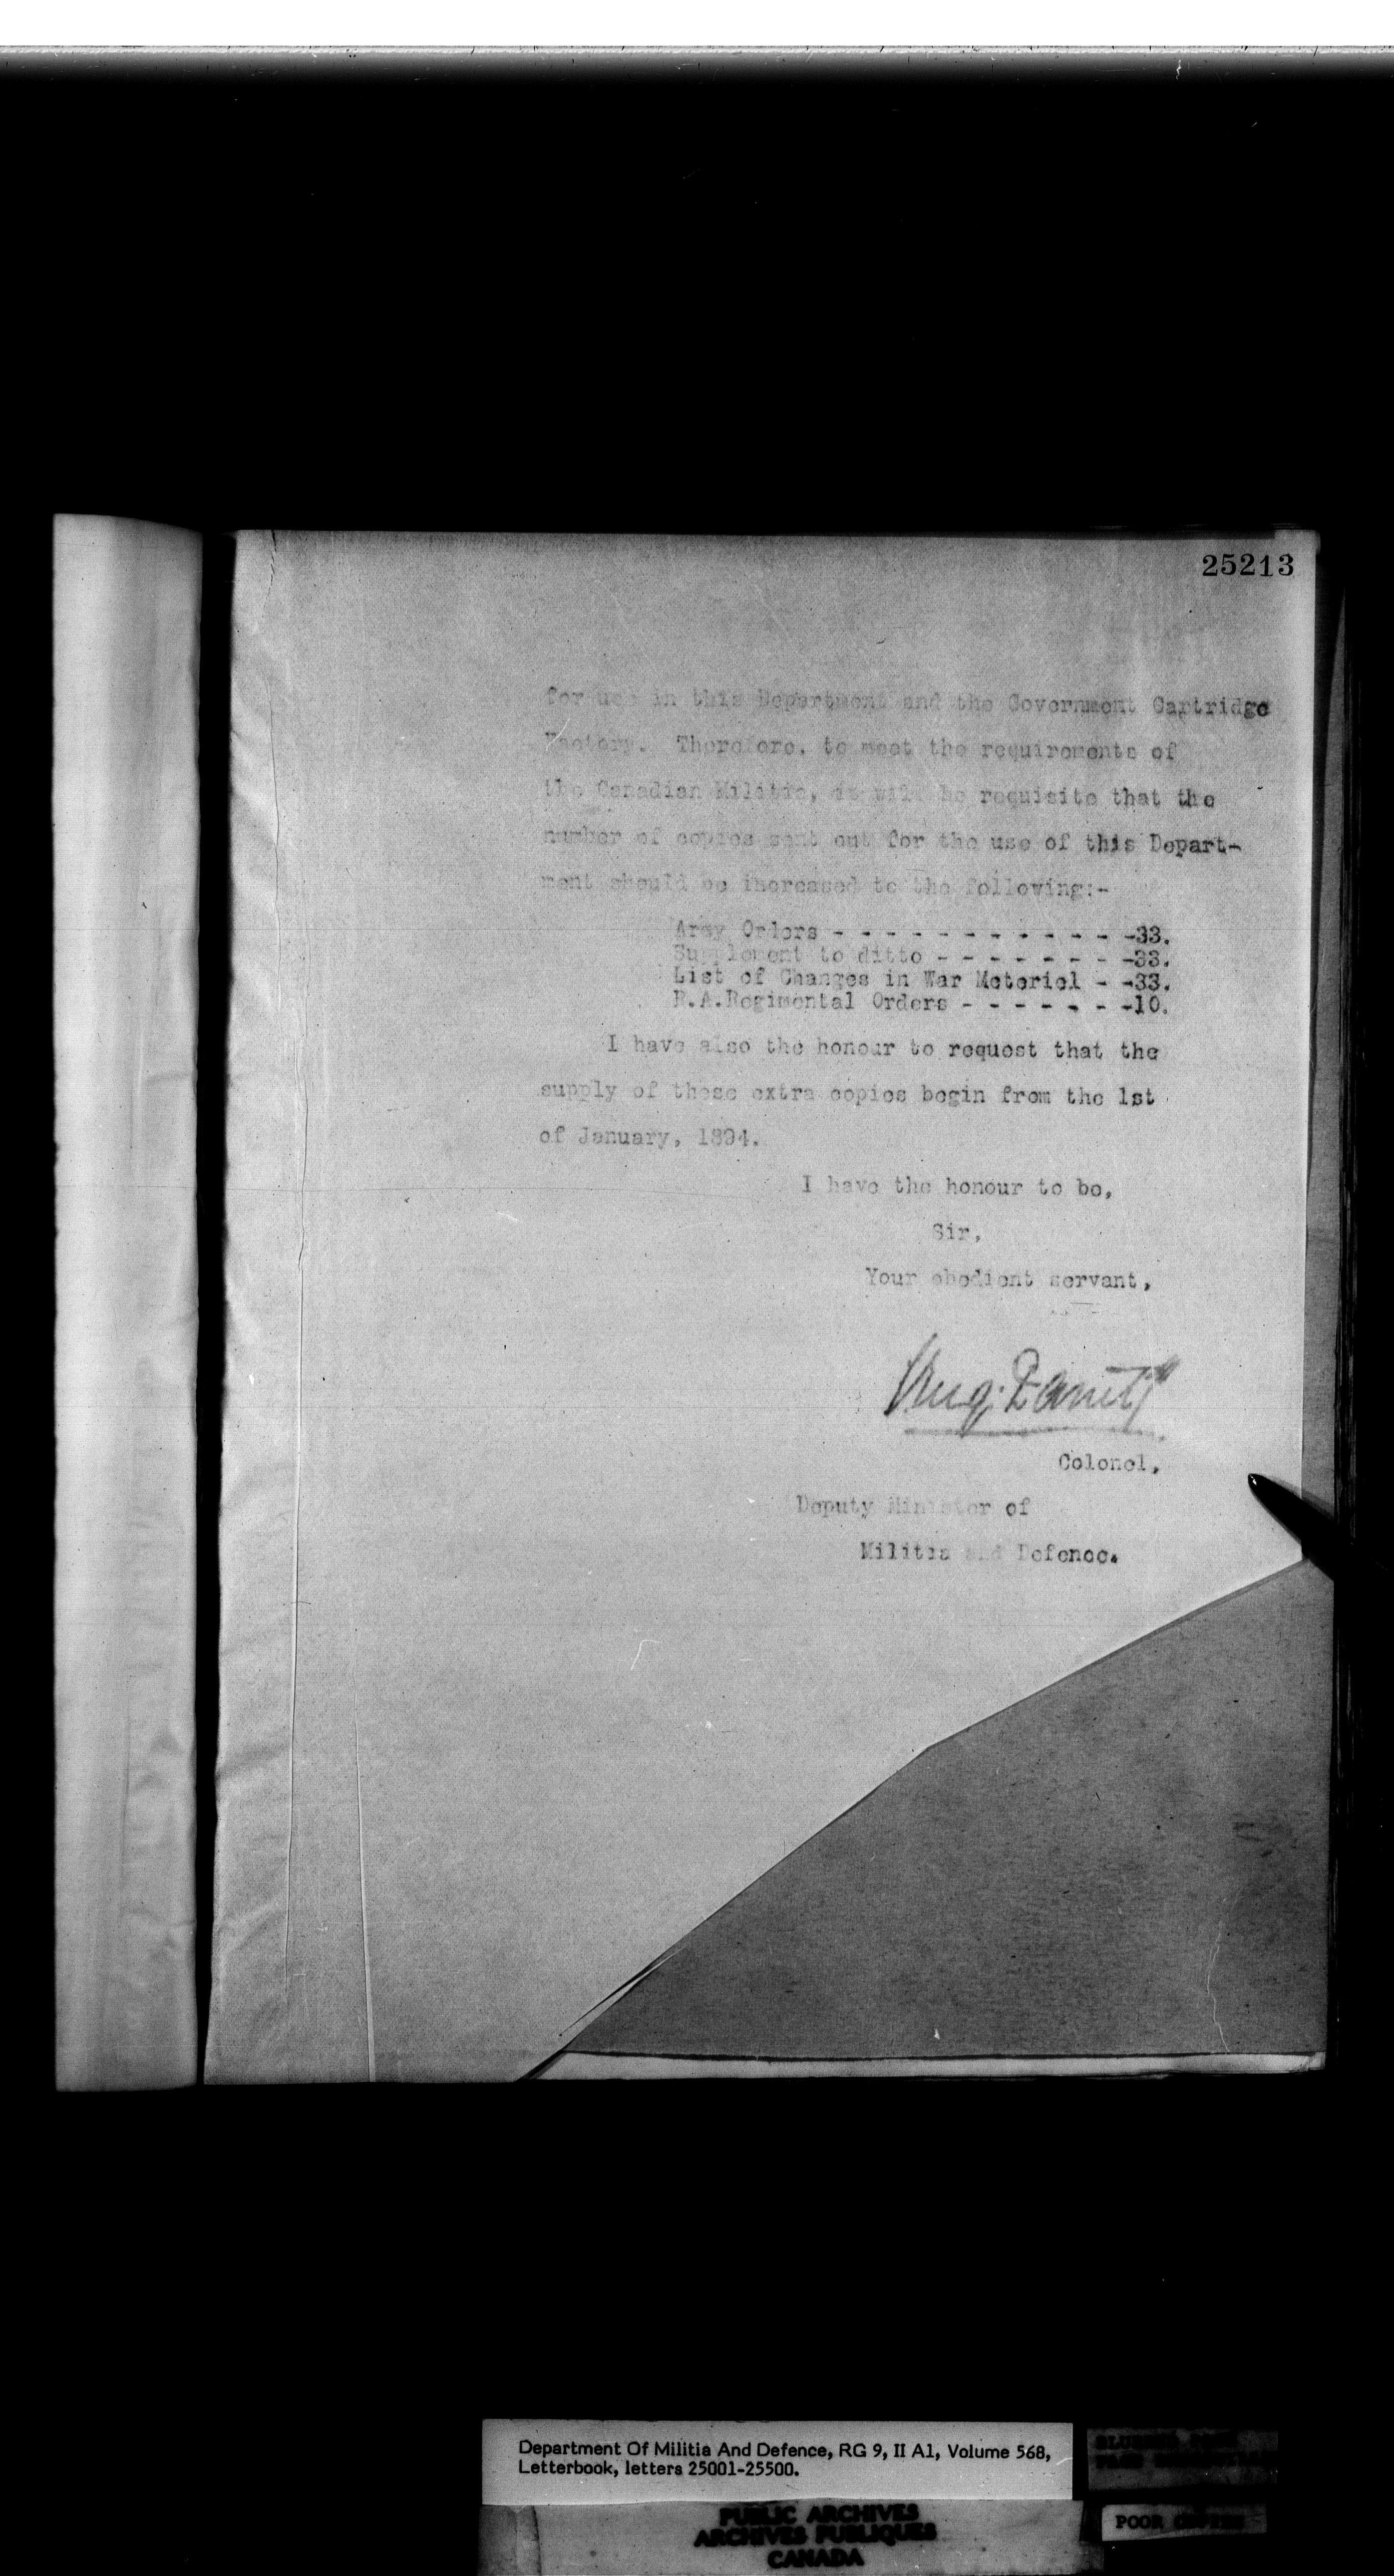 25213
for use in this Department and the Government Cartridge
Factory. Therefore, to meet the requirements of
the Canadian Militia, it will be requisite that the
number of copies sent out for the use of this Depart-
ment should be increased to the following:-
Army Orders - - - - - - - - - - - - -33.
Supplement to ditto - - - - - - - -33.
List of Changes in War Materiel - -33.
R.A.Regimental Orders - - - - - - -10.
I have also the honour to request that the
supply of these extra copies begin from the 1st
of January, 1894.
I have the honour to be,
Sir,
Your obedient servant,
Colonel,
Deputy Minister of
Militia and Defence.
Department Of Militia And Defence, RG 9, II A1, Volume 568,
Letterbook, letters 25001-25500.
PUBLIC ARCHIVES
ARCHIVES PUBLIQUES
CANADA
POOR